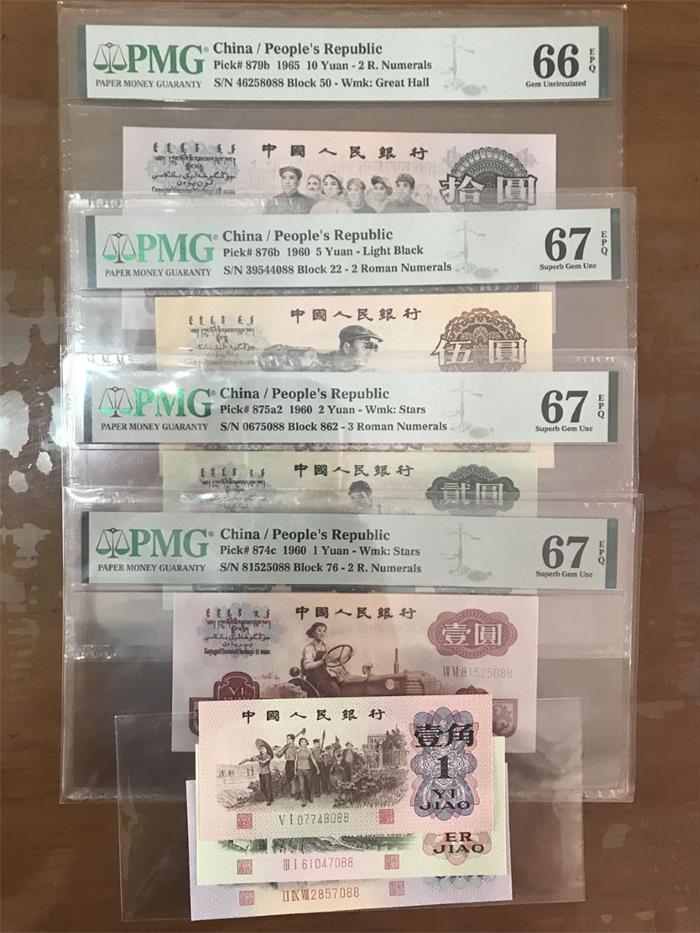 PMG
PAPER MONEY GUARANTY
China / People's Republic
Pick# 879b 1965 10 Yuan - 2 R. Numerals
S/N 46258088 Block 50 - Wmk: Great Hall
66 EPQ
Gem Uncirculated
中國人民銀行
拾圓
PMG
PAPER MONEY GUARANTY
China / People's Republic
Pick# 876b 1960 5 Yuan - Light Black
S/N 39544088 Block 22 - 2 Roman Numerals
67 EPQ
Superb Gem Unc
中國人民銀行
伍圓
PMG
PAPER MONEY GUARANTY
China / People's Republic
Pick# 875a2 1960 2 Yuan - Wmk: Stars
S/N 0675088 Block 862 - 3 Roman Numerals
67 EPQ
Superb Gem Unc
中國人民銀行
貳圓
PMG
PAPER MONEY GUARANTY
China / People's Republic
Pick# 874c 1960 1 Yuan - Wmk: Stars
S/N 81525088 Block 76 - 2 R. Numerals
67 EPQ
Superb Gem Unc
中國人民銀行
壹圓
VII VI 81525088
YI
中國人民銀行
壹角
1
YI
JIAO
V I 07748088
ER
JIAO
III I 61047088
II IX VIII 2857088